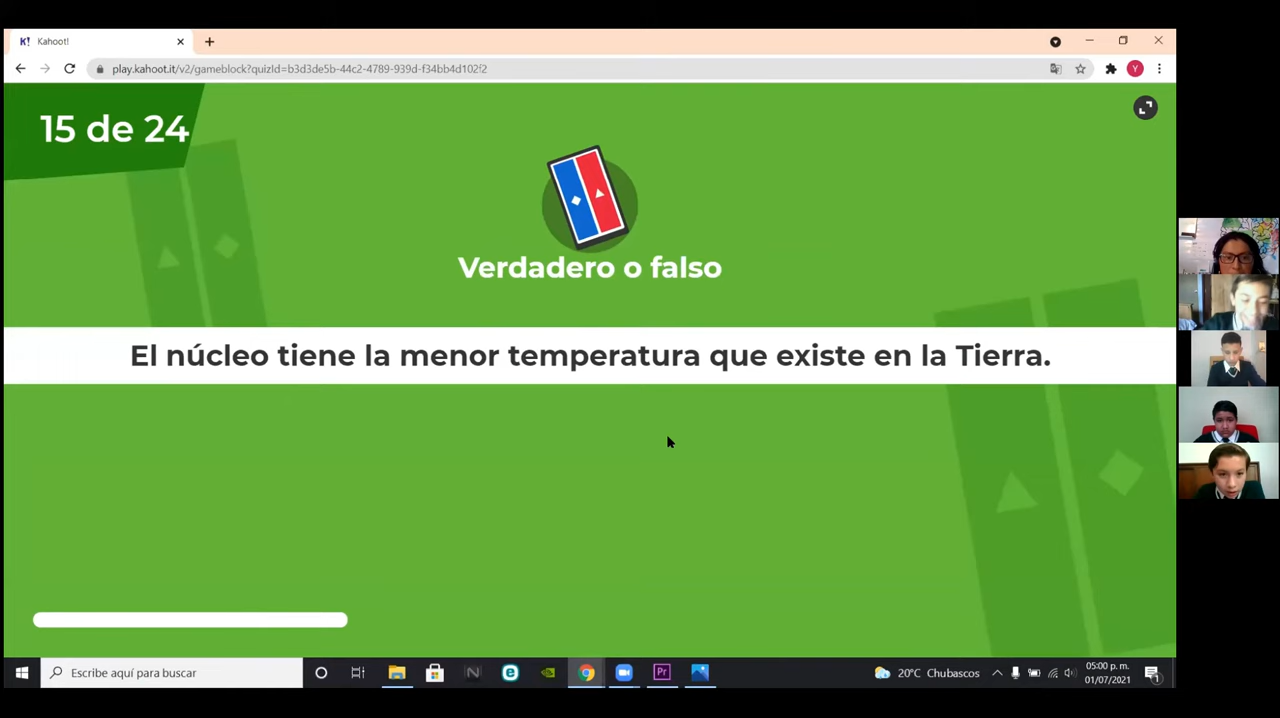 K! Kahoot!
play.kahoot.it/v2/gameblock?quizId=b3d3de5b-44c2-4789-939d-f34bb4d102f2
Y
15 de 24
Verdadero o falso
El núcleo tiene la menor temperatura que existe en la Tierra.
Escribe aquí para buscar
N
e
Pr
20°C Chubascos
05:00 p. m.
01/07/2021
1